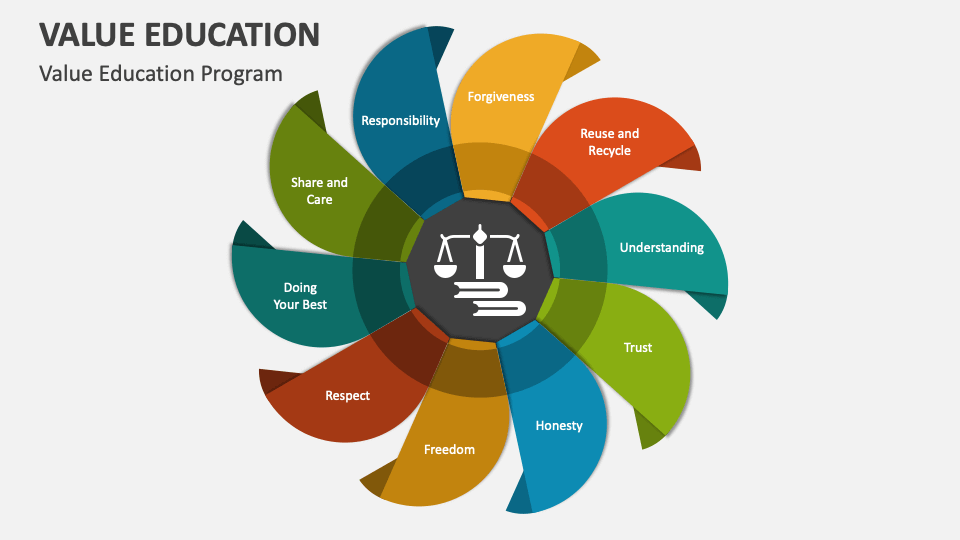 VALUE EDUCATION
Value Education Program
Forgiveness
Responsibility
Reuse and
Recycle
Share and
Care
Understanding
Doing
Your Best
Trust
Respect
Honesty
Freedom